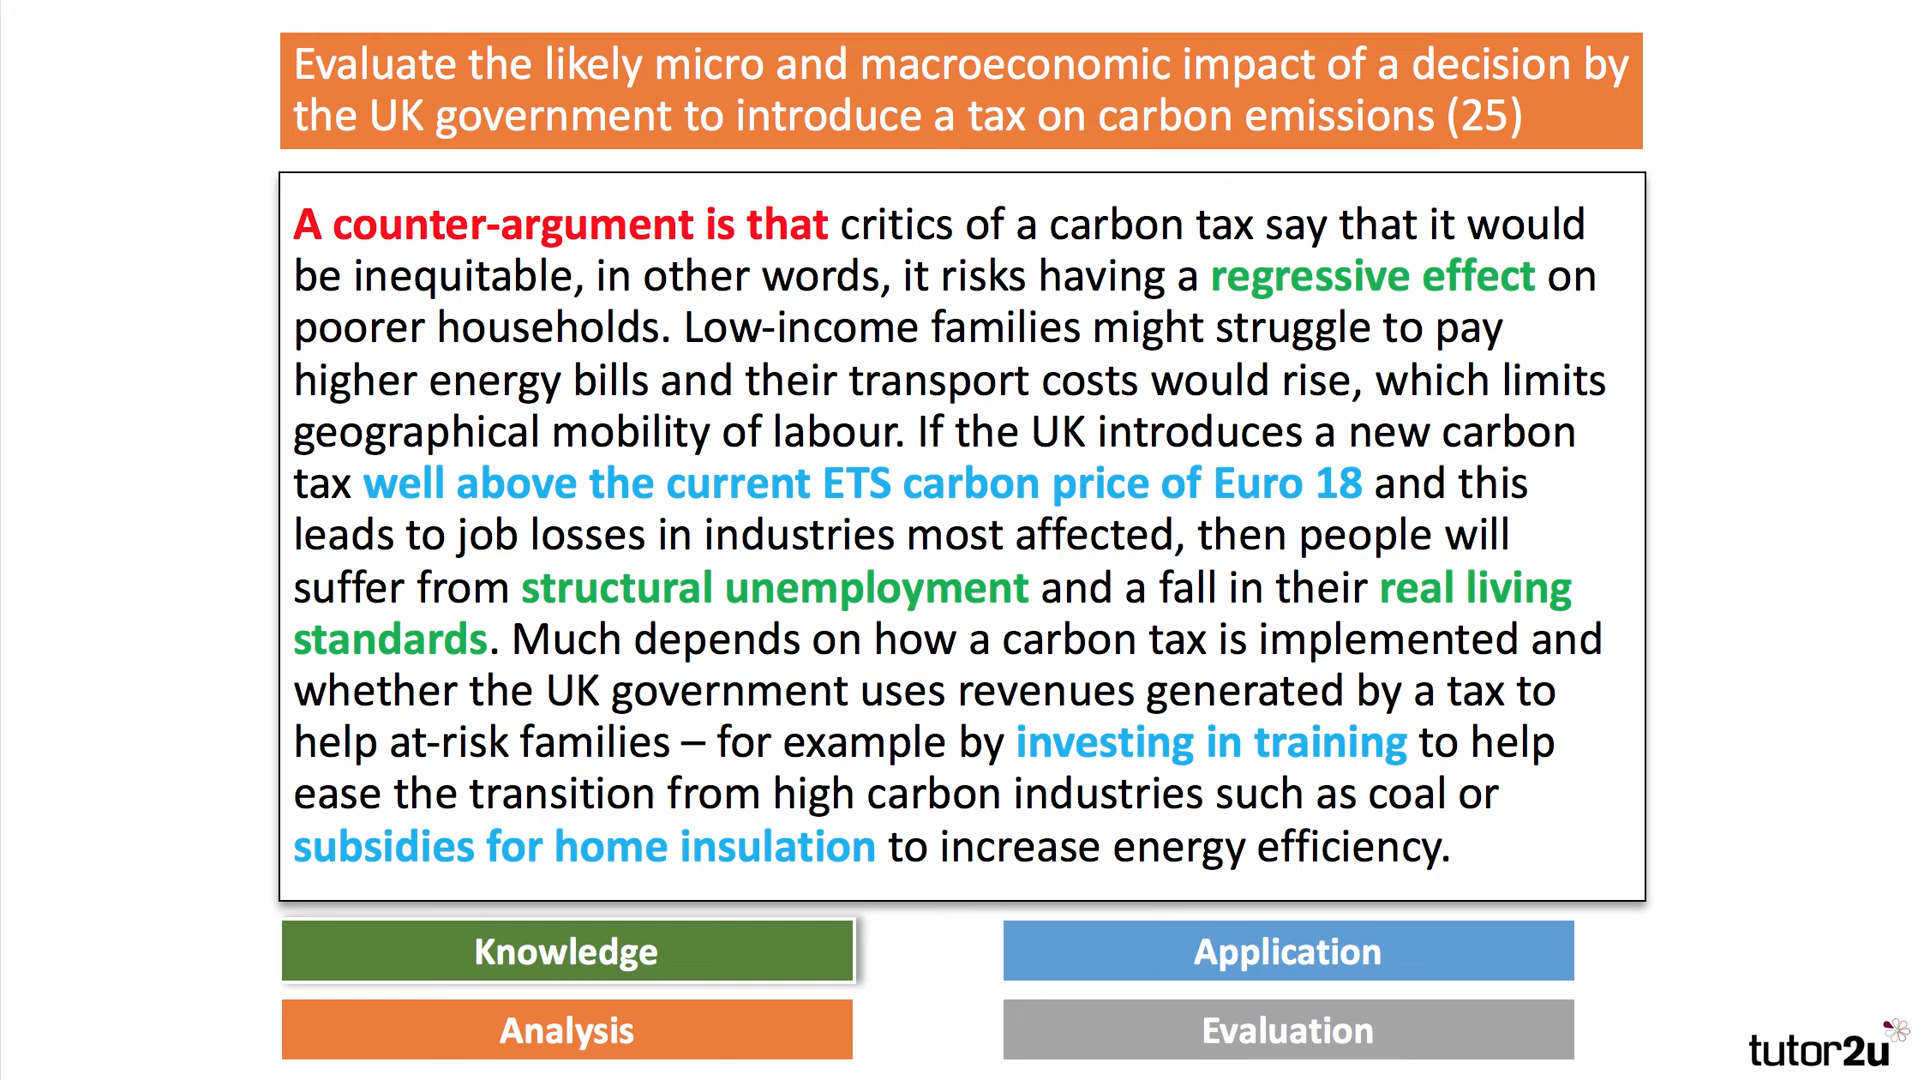 Evaluate the likely micro and macroeconomic impact of a decision by
the UK government to introduce a tax on carbon emissions (25)
A counter-argument is that critics of a carbon tax say that it would
be inequitable, in other words, it risks having a regressive effect on
poorer households. Low-income families might struggle to pay
higher energy bills and their transport costs would rise, which limits
geographical mobility of labour. If the UK introduces a new carbon
tax well above the current ETS carbon price of Euro 18 and this
leads to job losses in industries most affected, then people will
suffer from structural unemployment and a fall in their real living
standards. Much depends on how a carbon tax is implemented and
whether the UK government uses revenues generated by a tax to
help at-risk families – for example by investing in training to help
ease the transition from high carbon industries such as coal or
subsidies for home insulation to increase energy efficiency.
Knowledge
Application
Analysis
Evaluation
tutor2u